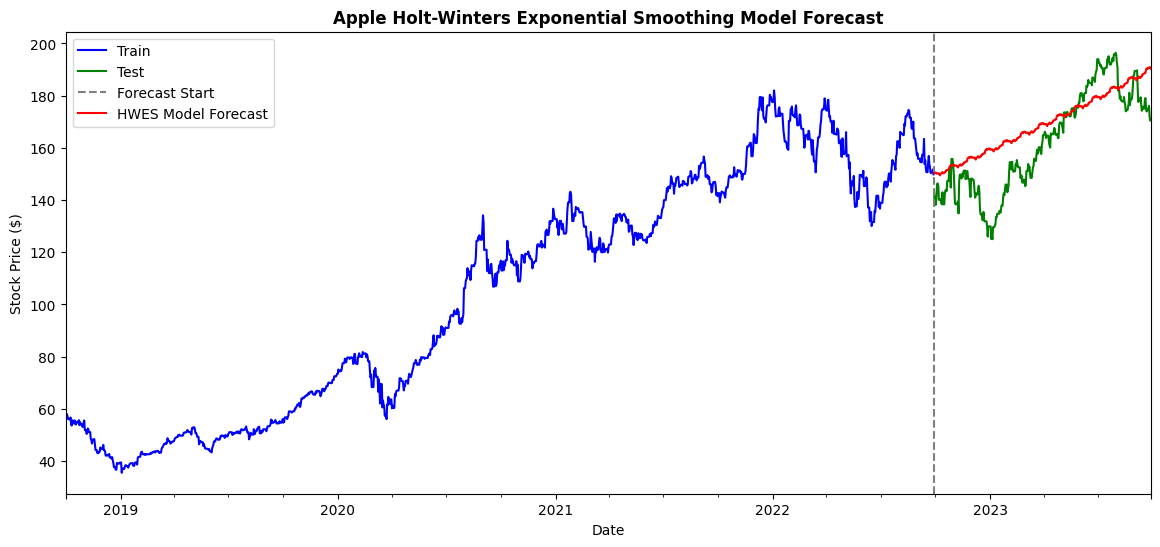 Apple Holt-Winters Exponential Smoothing Model Forecast
Train
Test
Forecast Start
HWES Model Forecast
Stock Price ($)
200
180
160
140
120
100
80
60
40
2019 2020 2021 2022 2023
Date